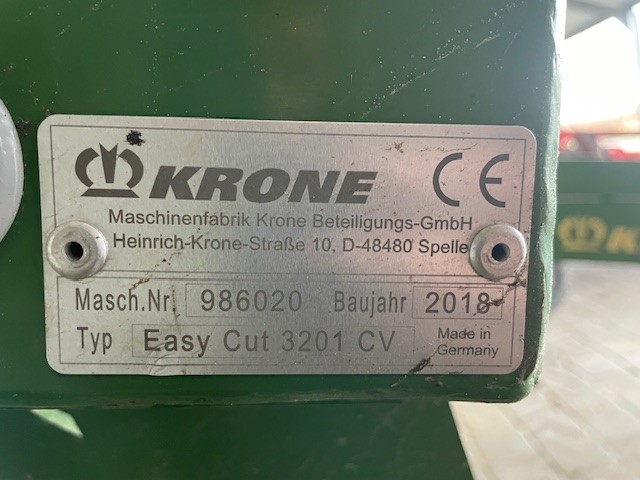 KRONE
CE
Maschinenfabrik Krone Beteiligungs-GmbH
Heinrich-Krone-Straße 10, D-48480 Spelle
Masch.Nr. 986020 Baujahr 2018
Typ Easy Cut 3201 CV Made in
Germany
KRONE